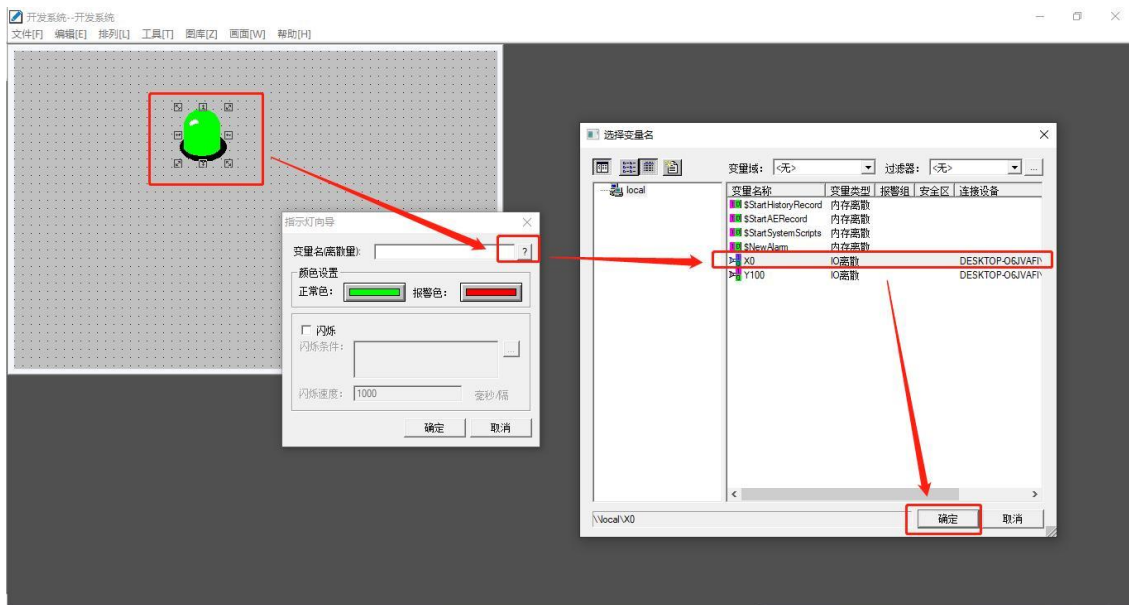 开发系统--开发系统
文件[F] 编辑[E] 排列[L] 工具[T] 图库[Z] 画面[W] 帮助[H]
指示灯向导
变量名(离散量):
?
颜色设置
正常色:
报警色:
闪烁
闪烁条件:
...
闪烁速度: 1000 毫秒/隔
确定 取消
选择变量名
变量域: <无> 过滤器: <无> ...
local
变量名称 变量类型 报警组 安全区 连接设备
$StartHistoryRecord 内存离散
$StartAERecord 内存离散
$StartSystemScripts 内存离散
$NewAlarm 内存离散
X0 IO离散 DESKTOP-O6JVAFI\
Y100 IO离散 DESKTOP-O6JVAFI\
\\local\X0
确定 取消